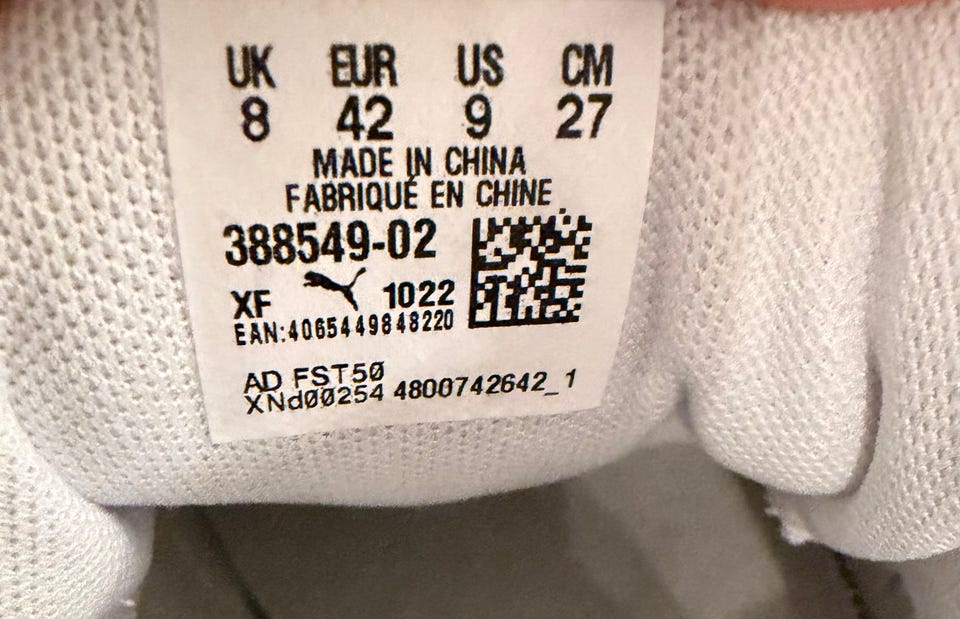 UK EUR US CM
8 42 9 27
MADE IN CHINA
FABRIQUÉ EN CHINE
388549-02
XF 1022
EAN:4065449848220
AD FST50
XNd00254 4800742642_1